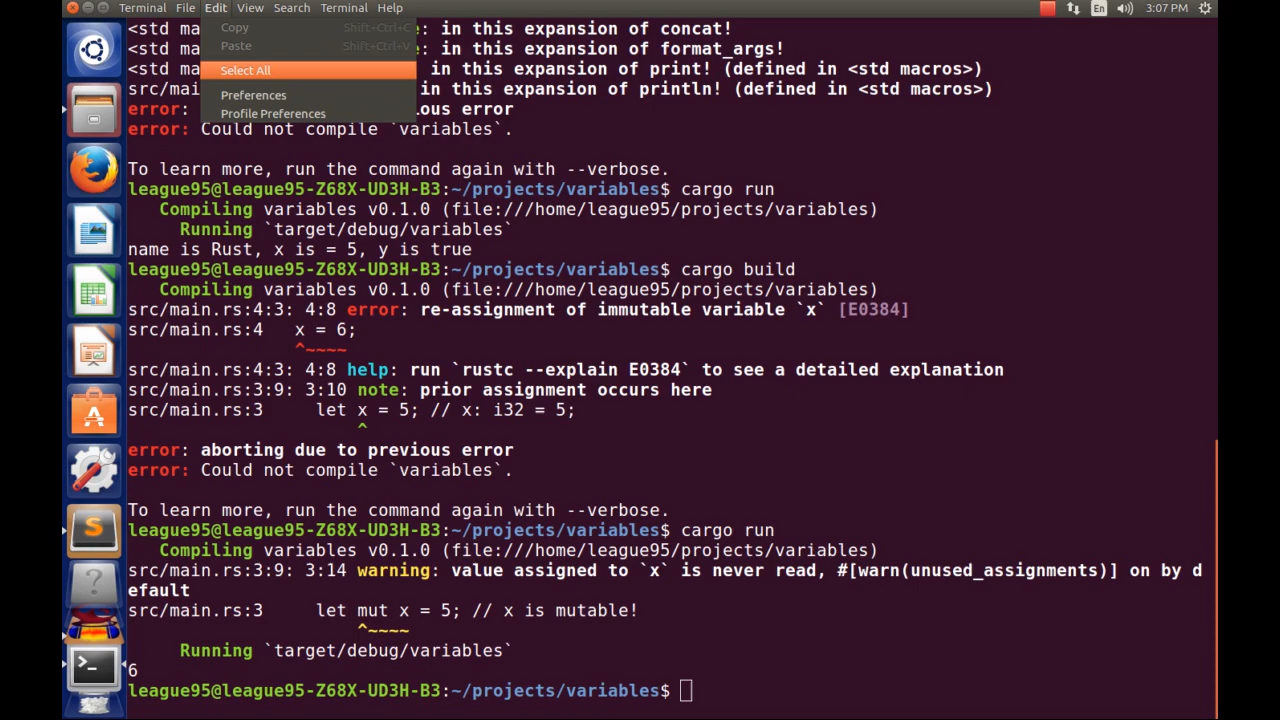 Terminal File Edit View Search Terminal Help En 3:07 PM
Copy Shift+Ctrl+C
Paste Shift+Ctrl+V
Select All
Preferences
Profile Preferences
<std ma : in this expansion of concat!
<std ma : in this expansion of format_args!
<std ma in this expansion of print! (defined in <std macros>)
src/mai in this expansion of println! (defined in <std macros>)
error: ous error
error: Could not compile `variables`.
To learn more, run the command again with --verbose.
league95@league95-Z68X-UD3H-B3:~/projects/variables$ cargo run
Compiling variables v0.1.0 (file:///home/league95/projects/variables)
Running `target/debug/variables`
name is Rust, x is = 5, y is true
league95@league95-Z68X-UD3H-B3:~/projects/variables$ cargo build
Compiling variables v0.1.0 (file:///home/league95/projects/variables)
src/main.rs:4:3: 4:8 error: re-assignment of immutable variable `x` [E0384]
src/main.rs:4 x = 6;
^~~~~
src/main.rs:4:3: 4:8 help: run `rustc --explain E0384` to see a detailed explanation
src/main.rs:3:9: 3:10 note: prior assignment occurs here
src/main.rs:3 let x = 5; // x: i32 = 5;
^
error: aborting due to previous error
error: Could not compile `variables`.
To learn more, run the command again with --verbose.
league95@league95-Z68X-UD3H-B3:~/projects/variables$ cargo run
Compiling variables v0.1.0 (file:///home/league95/projects/variables)
src/main.rs:3:9: 3:14 warning: value assigned to `x` is never read, #[warn(unused_assignments)] on by d
efault
src/main.rs:3 let mut x = 5; // x is mutable!
^~~~~
Running `target/debug/variables`
6
league95@league95-Z68X-UD3H-B3:~/projects/variables$